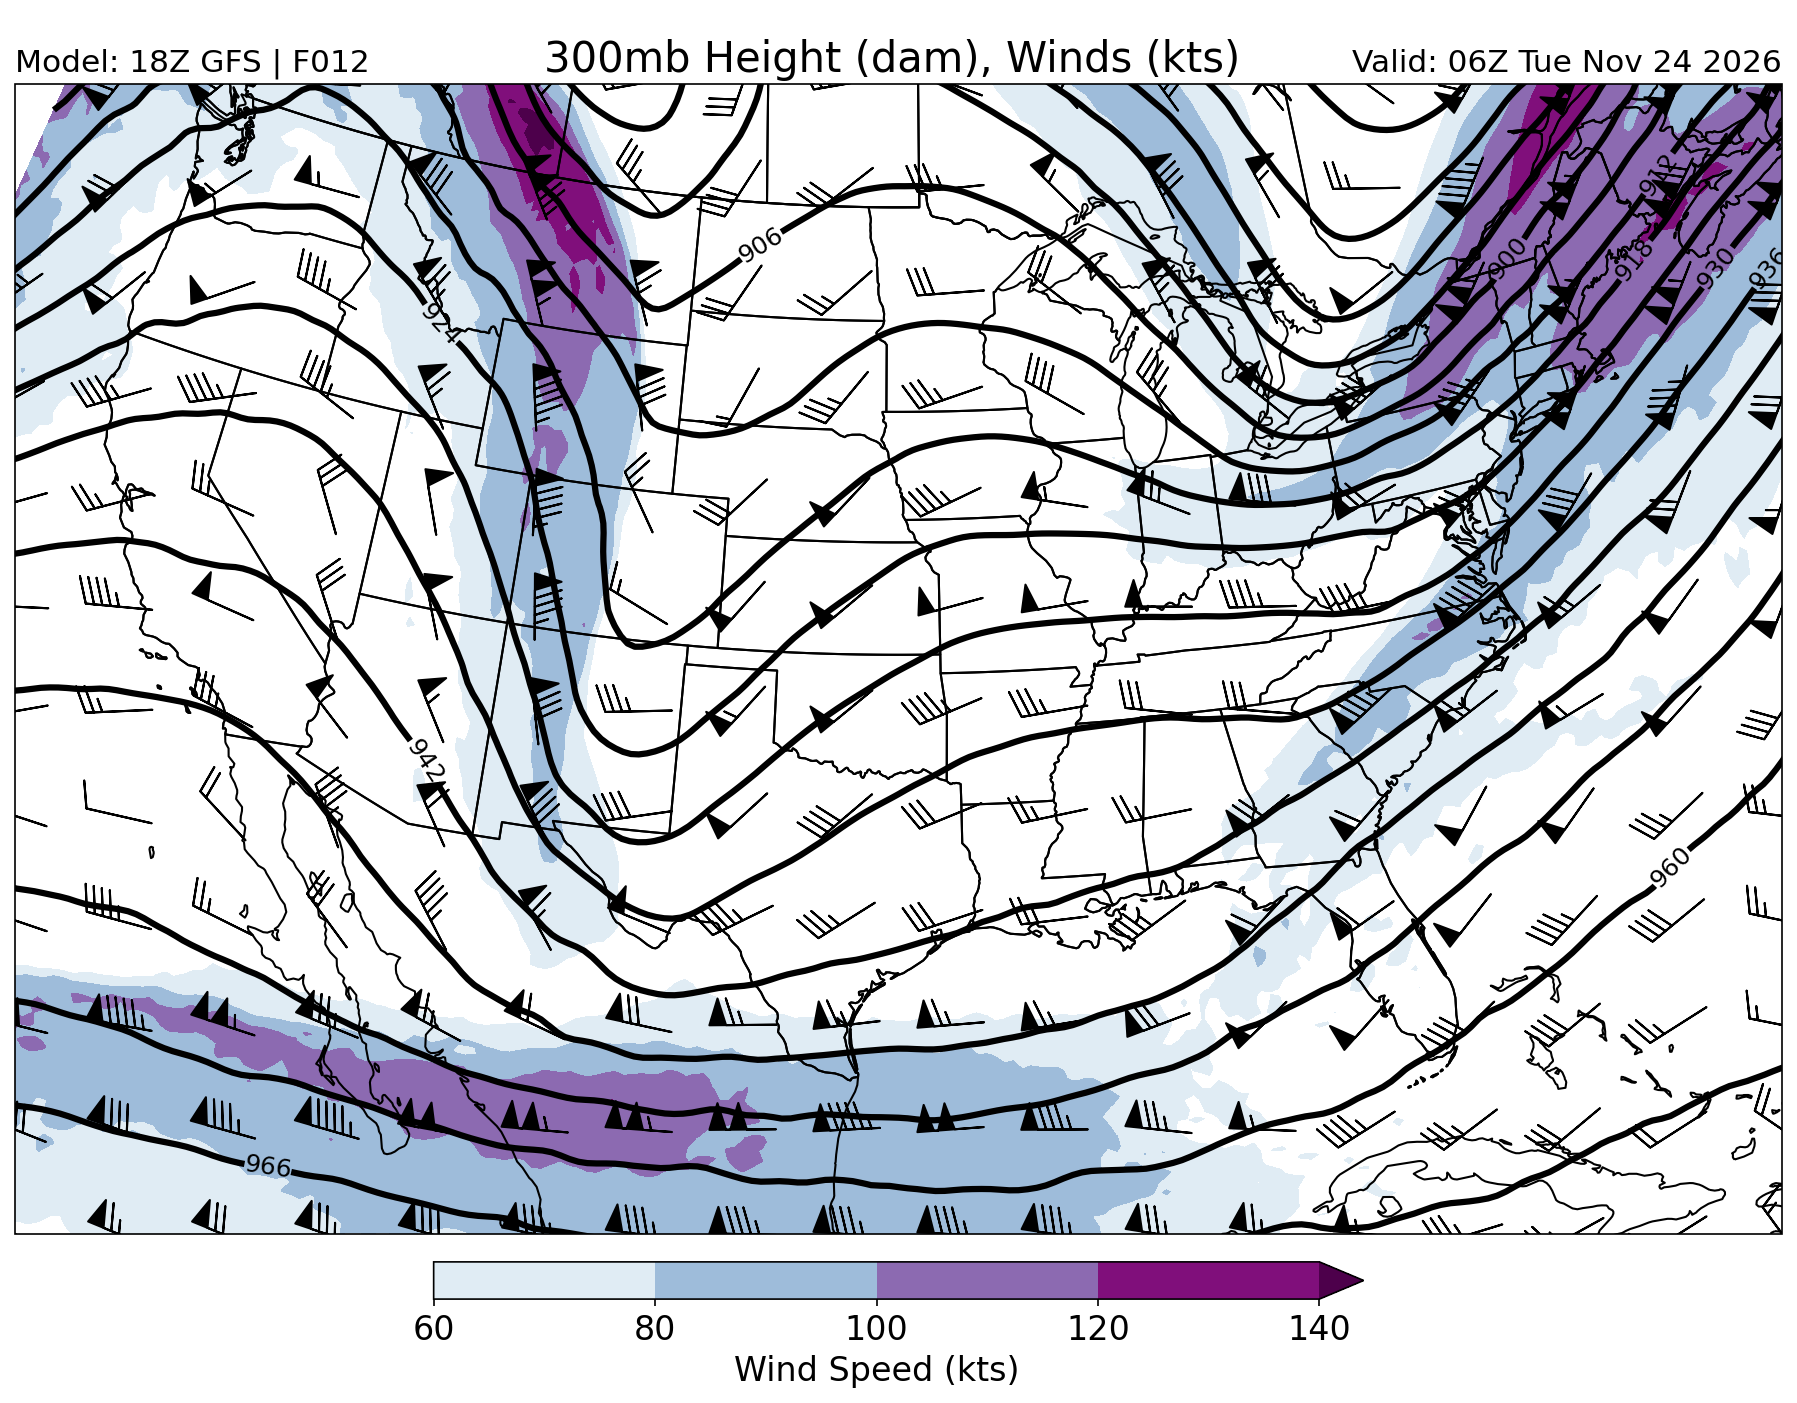 Model: 18Z GFS | F012
300mb Height (dam), Winds (kts)
Valid: 06Z Tue Nov 24 2026
912
906
900
918
930
936
924
942
960
966
60 80 100 120 140
Wind Speed (kts)